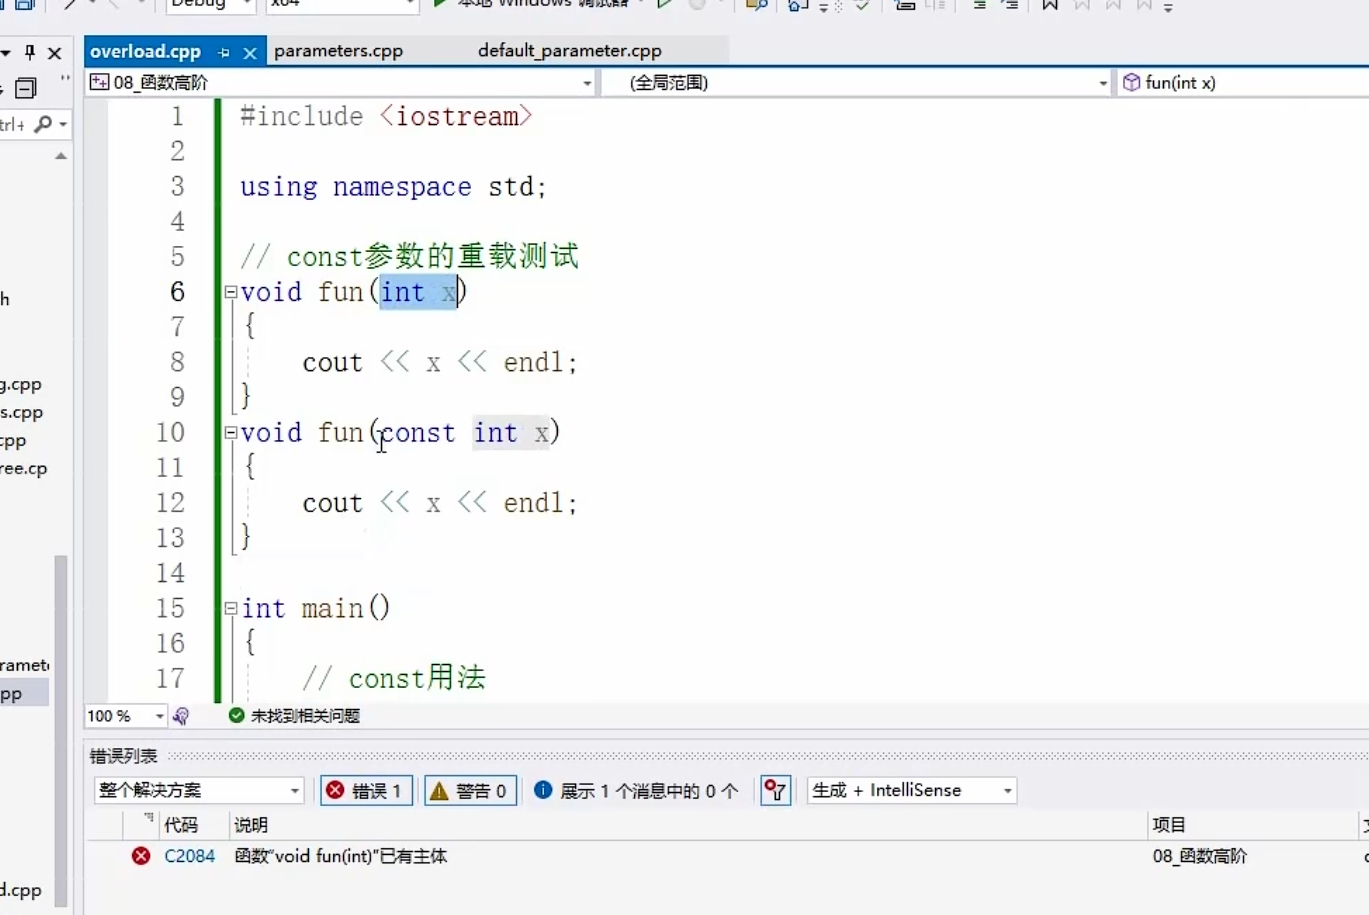 Debug x64 本地 Windows 调试器
overload.cpp parameters.cpp default_parameter.cpp
08_函数高阶 (全局范围) fun(int x)
1 #include <iostream>
2
3 using namespace std;
4
5 // const参数的重载测试
6 void fun(int x)
7 {
8 cout << x << endl;
9 }
10 void fun(const int x)
11 {
12 cout << x << endl;
13 }
14
15 int main()
16 {
17 // const用法
trl+
h
g.cpp
s.cpp
cpp
ree.cp
ramete
pp
d.cpp
100 % 未找到相关问题
错误列表
整个解决方案 错误 1 警告 0 展示 1 个消息中的 0 个 生成 + IntelliSense
代码 说明 项目
C2084 函数"void fun(int)"已有主体 08_函数高阶